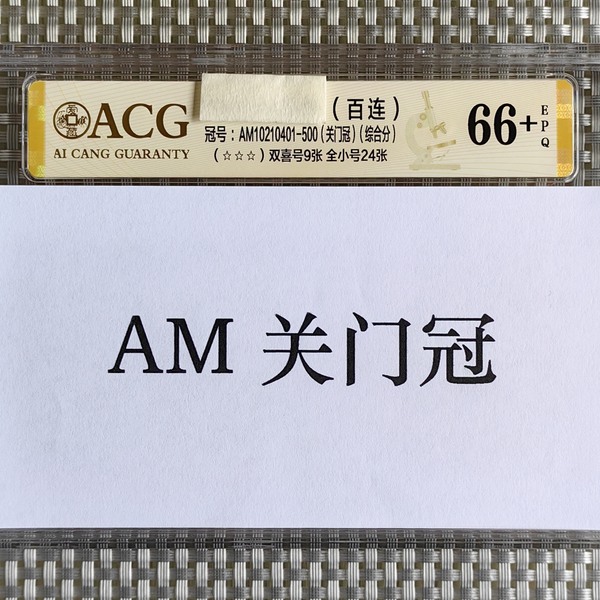 ACG
AI CANG GUARANTY
（百连）
冠号：AM10210401-500（关门冠）（综合分）
（☆☆☆）双喜号9张 全小号24张
66+
EPQ
AM 关门冠